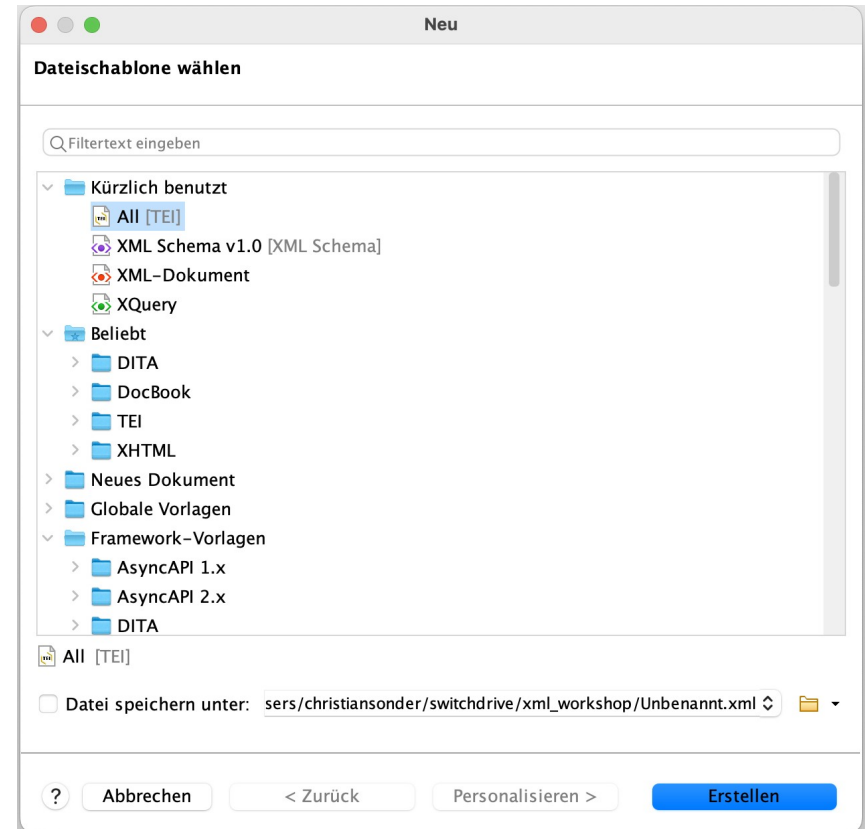 Neu
Dateischablone wählen
Filtertext eingeben
Kürzlich benutzt
All [TEI]
XML Schema v1.0 [XML Schema]
XML-Dokument
XQuery
Beliebt
DITA
DocBook
TEI
XHTML
Neues Dokument
Globale Vorlagen
Framework-Vorlagen
AsyncAPI 1.x
AsyncAPI 2.x
DITA
All [TEI]
Datei speichern unter: sers/christiansonder/switchdrive/xml_workshop/Unbenannt.xml
? Abbrechen < Zurück Personalisieren > Erstellen